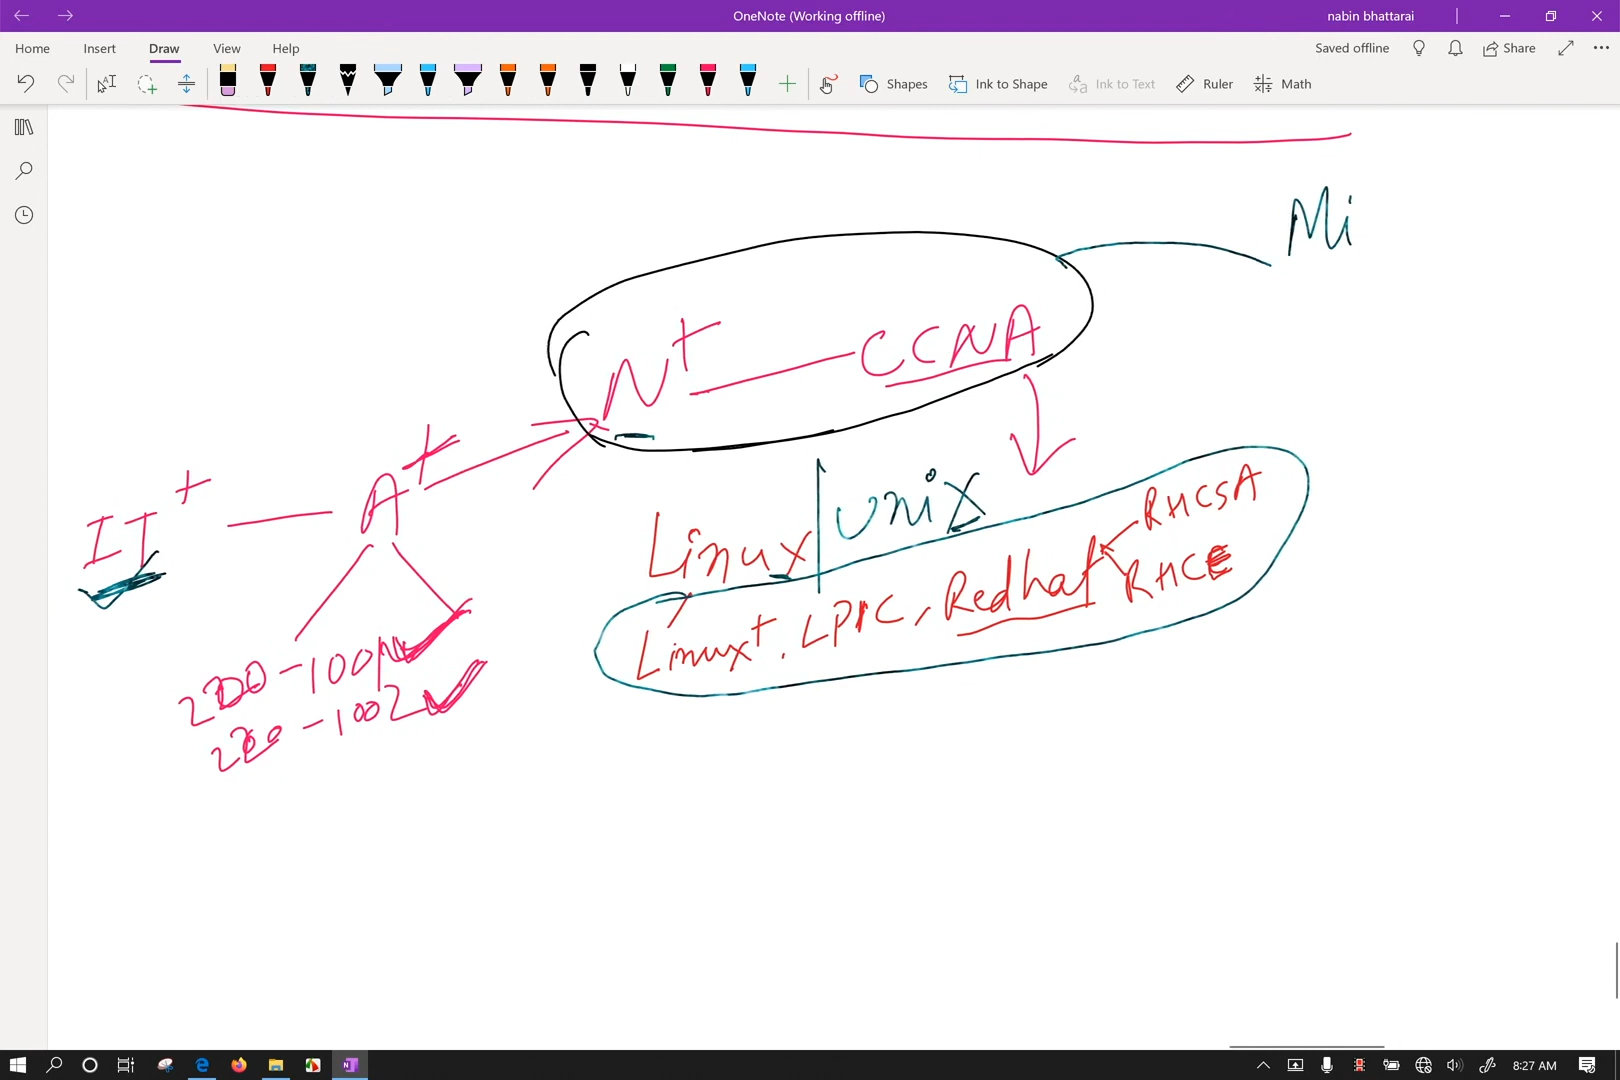 OneNote (Working offline)
nabin bhattarai
Home Insert Draw View Help
Saved offline
Share
Shapes
Ink to Shape
Ink to Text
Ruler
Math
Mi
N+ CCNA
IT+ A+
Linux | Unix
RHCSA
Linux+, LPIC, Redhat RHCE
220-1001
220-1002
8:27 AM